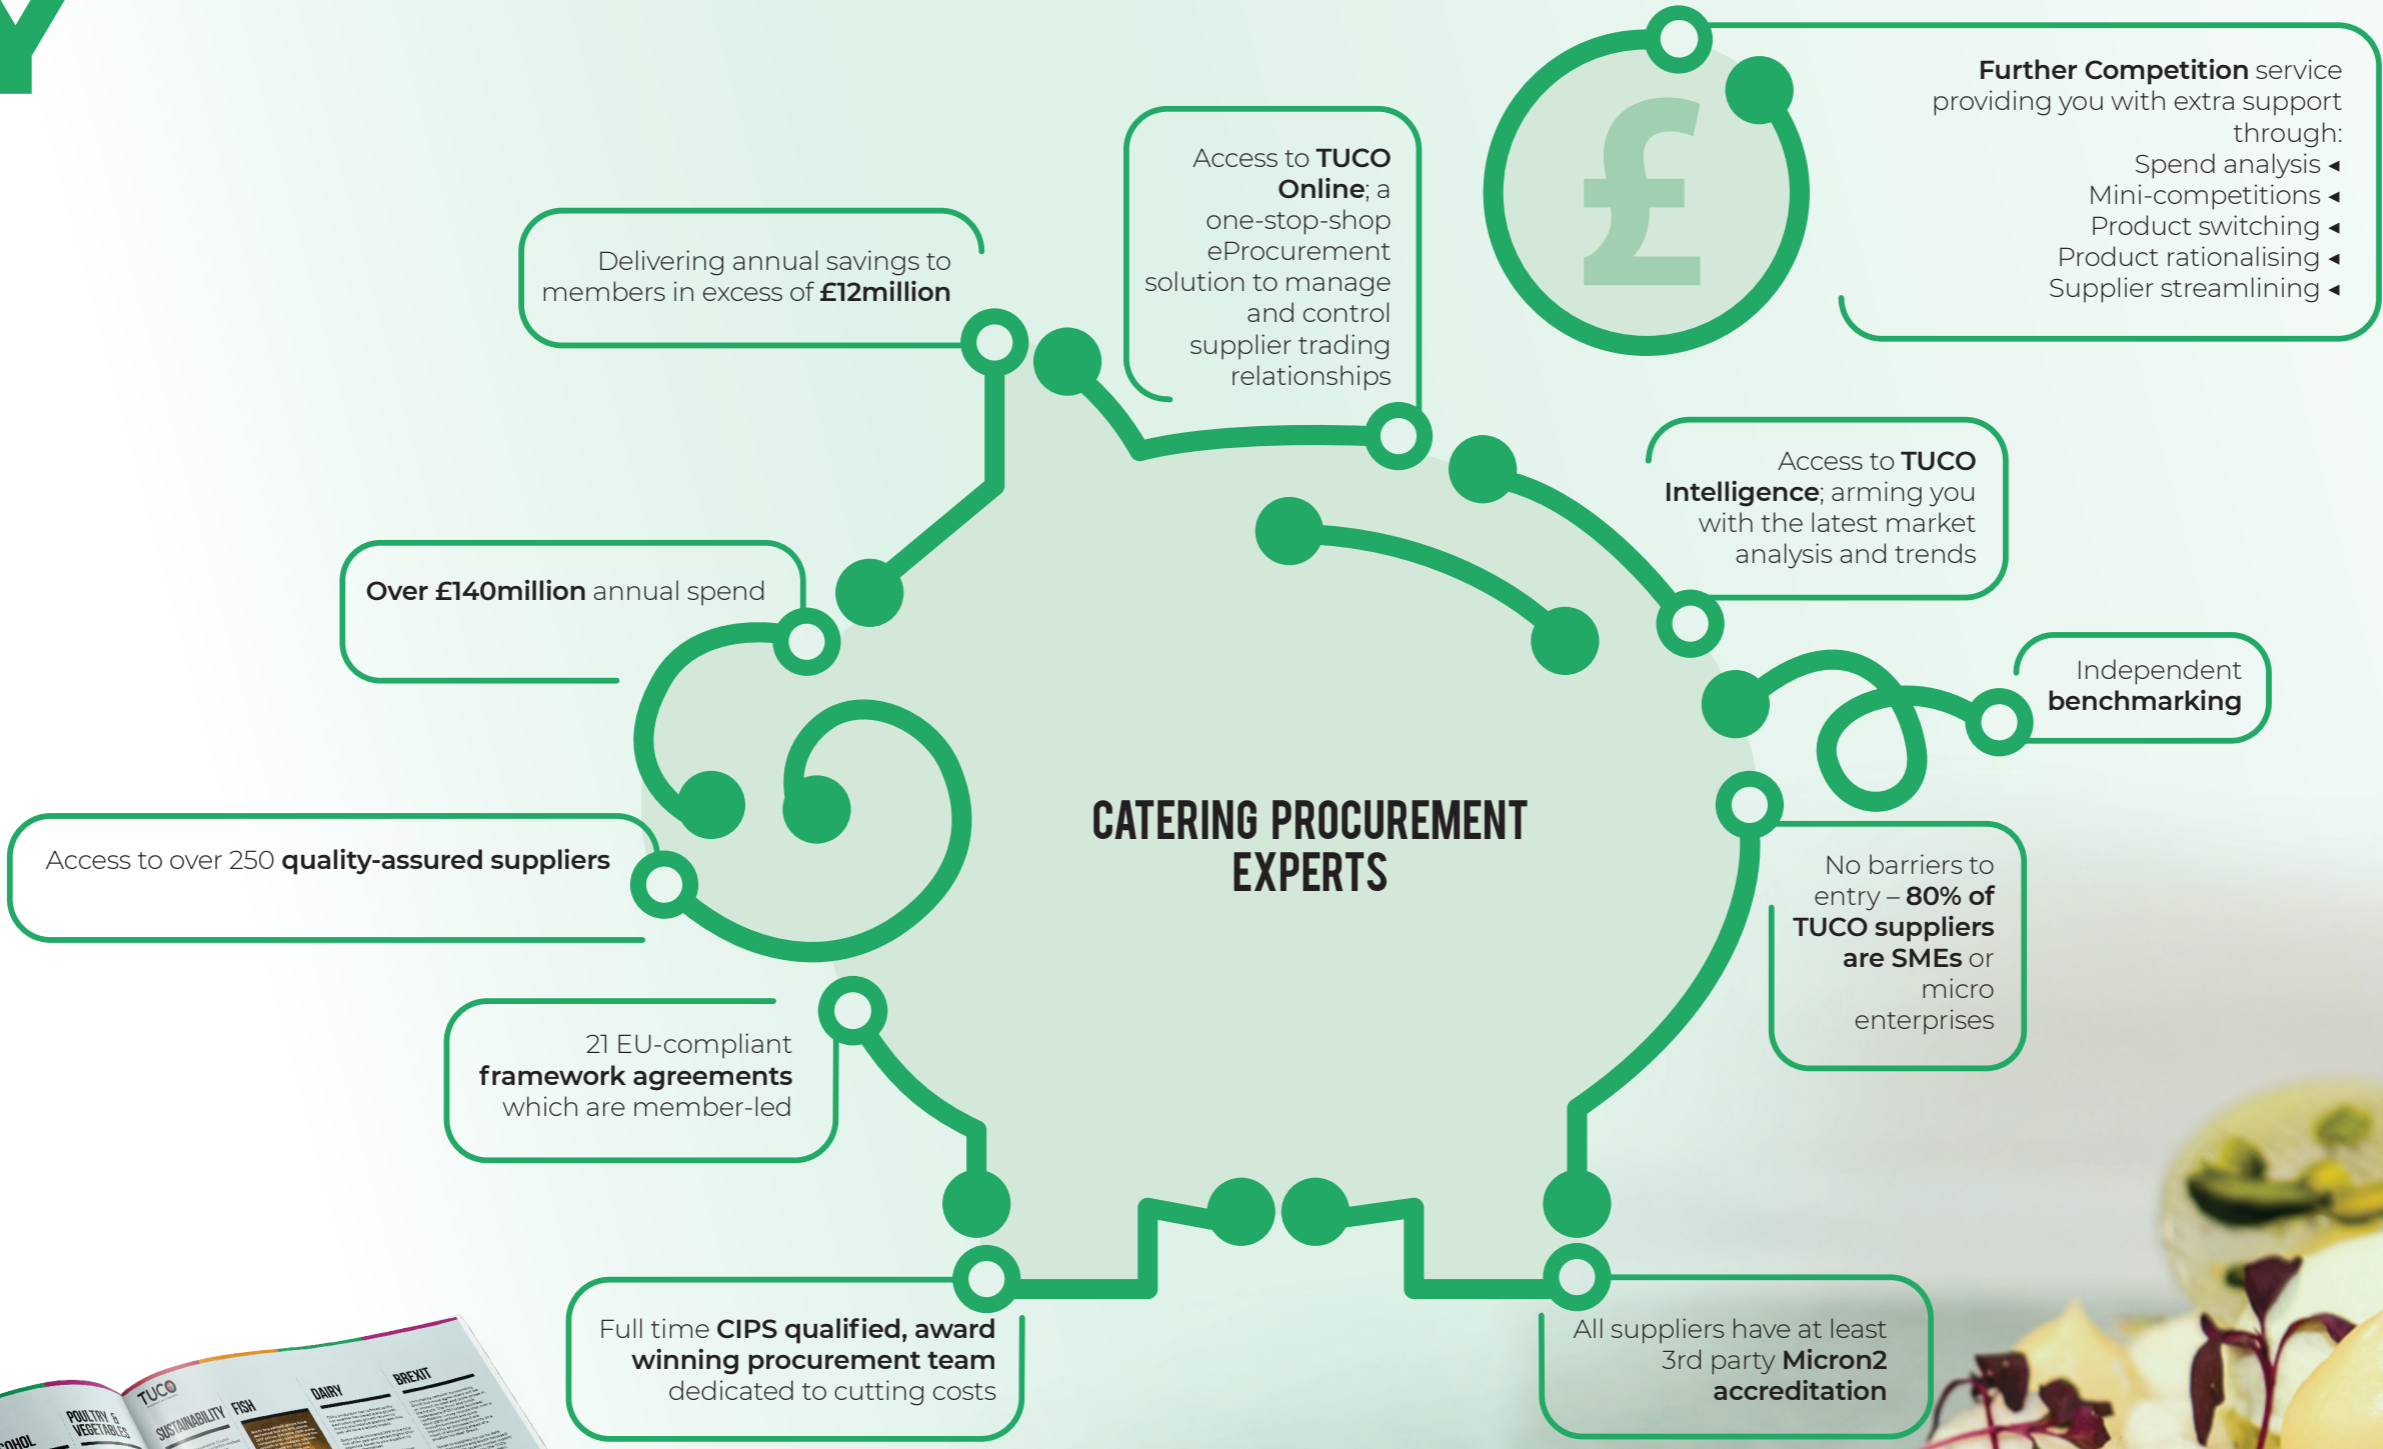 Y
Further Competition service
providing you with extra support
through:
Spend analysis ◂
Mini-competitions ◂
Product switching ◂
Product rationalising ◂
Supplier streamlining ◂
£
Access to TUCO
Online; a
one-stop-shop
eProcurement
solution to manage
and control
supplier trading
relationships
Delivering annual savings to
members in excess of £12million
Access to TUCO
Intelligence; arming you
with the latest market
analysis and trends
Over £140million annual spend
Independent
benchmarking
CATERING PROCUREMENT
EXPERTS
Access to over 250 quality-assured suppliers
No barriers to
entry – 80% of
TUCO suppliers
are SMEs or
micro
enterprises
21 EU-compliant
framework agreements
which are member-led
Full time CIPS qualified, award
winning procurement team
dedicated to cutting costs
All suppliers have at least
3rd party Micron2
accreditation
TUCO
POULTRY &
VEGETABLES
SUSTAINABILITY
FISH
DAIRY
BREXIT